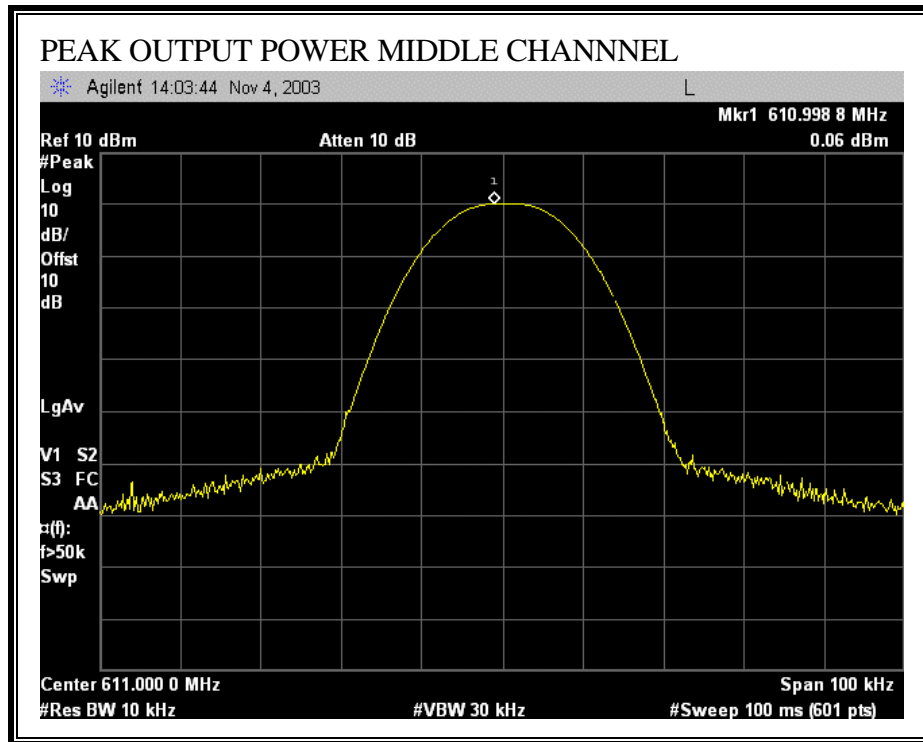 PEAK OUTPUT POWER MIDDLE CHANNNEL
Agilent 14:03:44 Nov 4, 2003 L
Mkr1 610.998 8 MHz
Ref 10 dBm Atten 10 dB 0.06 dBm
#Peak
Log
10
dB/
Offst
10
dB
1
LgAv
V1 S2
S3 FC
AA
¤(f):
f>50k
Swp
Center 611.000 0 MHz Span 100 kHz
#Res BW 10 kHz #VBW 30 kHz #Sweep 100 ms (601 pts)